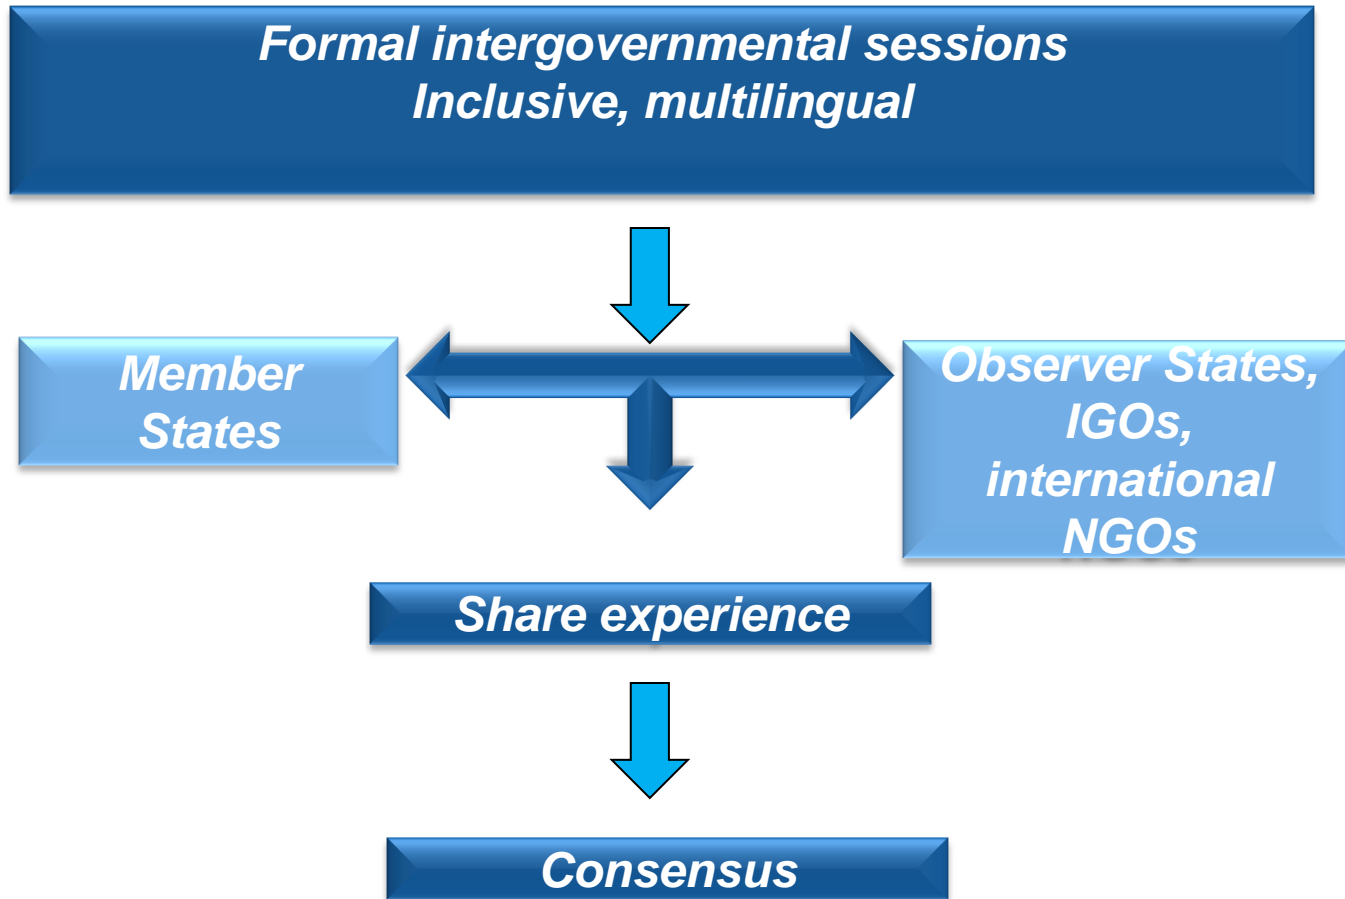 Formal intergovernmental sessions
Inclusive, multilingual
Member
States
Observer States,
IGOs,
international
NGOs
Share experience
Consensus